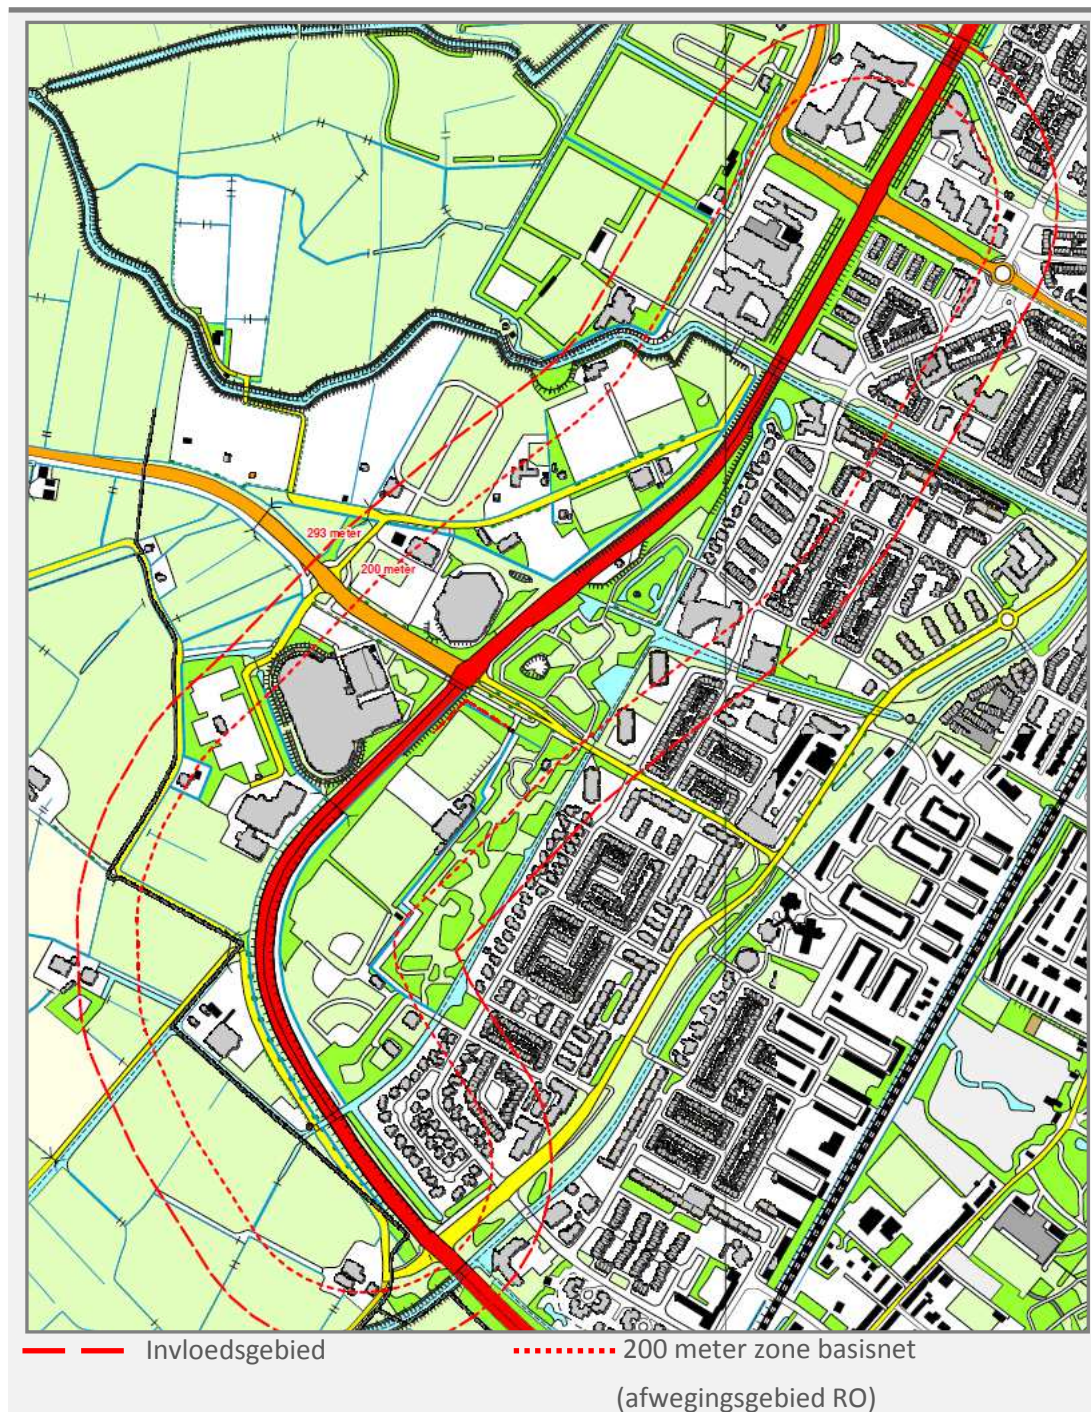 293 meter
200 meter
Invloedsgebied
200 meter zone basisnet
(afwegingsgebied RO)